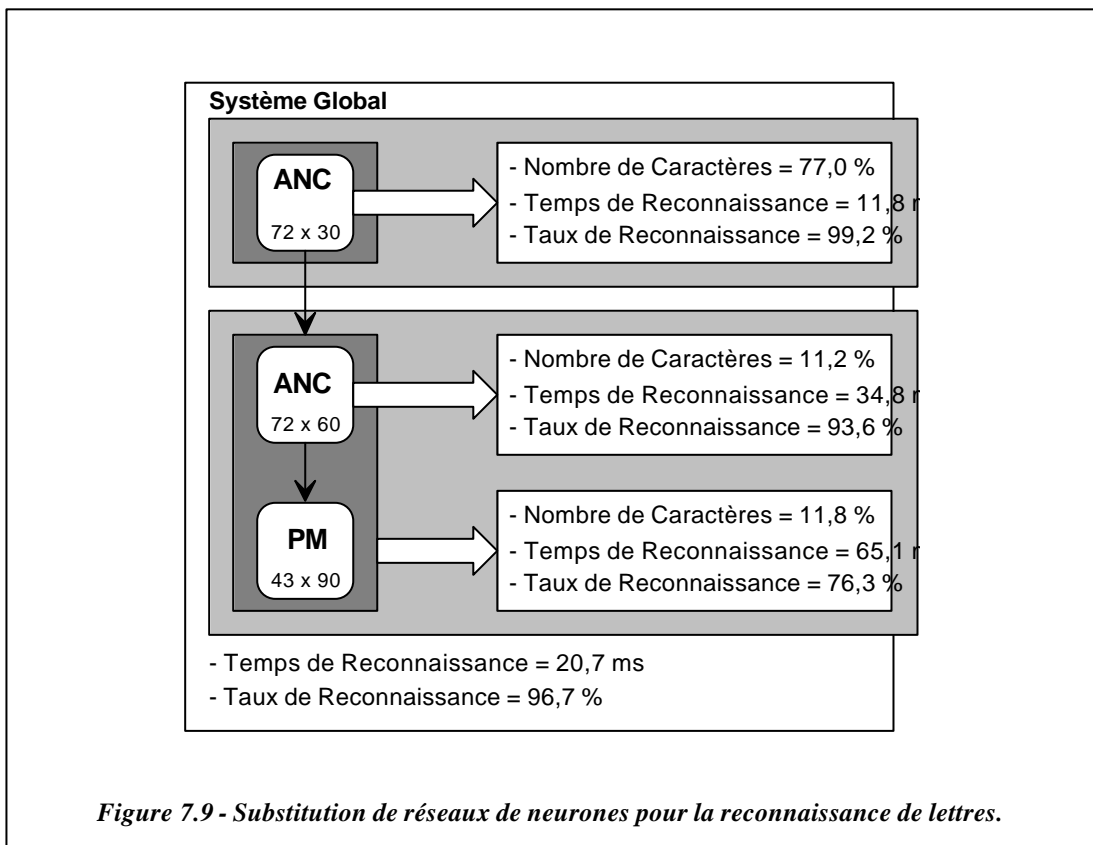 Système Global
ANC
72 x 30
- Nombre de Caractères = 77,0 %
- Temps de Reconnaissance = 11,8
- Taux de Reconnaissance = 99,2 %
ANC
72 x 60
- Nombre de Caractères = 11,2 %
- Temps de Reconnaissance = 34,8
- Taux de Reconnaissance = 93,6 %
PM
43 x 90
- Nombre de Caractères = 11,8 %
- Temps de Reconnaissance = 65,1
- Taux de Reconnaissance = 76,3 %
- Temps de Reconnaissance = 20,7 ms
- Taux de Reconnaissance = 96,7 %
Figure 7.9 - Substitution de réseaux de neurones pour la reconnaissance de lettres.